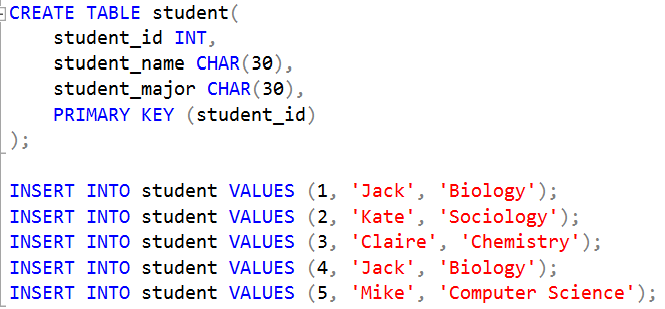 CREATE TABLE student(
    student_id INT,
    student_name CHAR(30),
    student_major CHAR(30),
    PRIMARY KEY (student_id)
);
INSERT INTO student VALUES (1, 'Jack', 'Biology');
INSERT INTO student VALUES (2, 'Kate', 'Sociology');
INSERT INTO student VALUES (3, 'Claire', 'Chemistry');
INSERT INTO student VALUES (4, 'Jack', 'Biology');
INSERT INTO student VALUES (5, 'Mike', 'Computer Science');